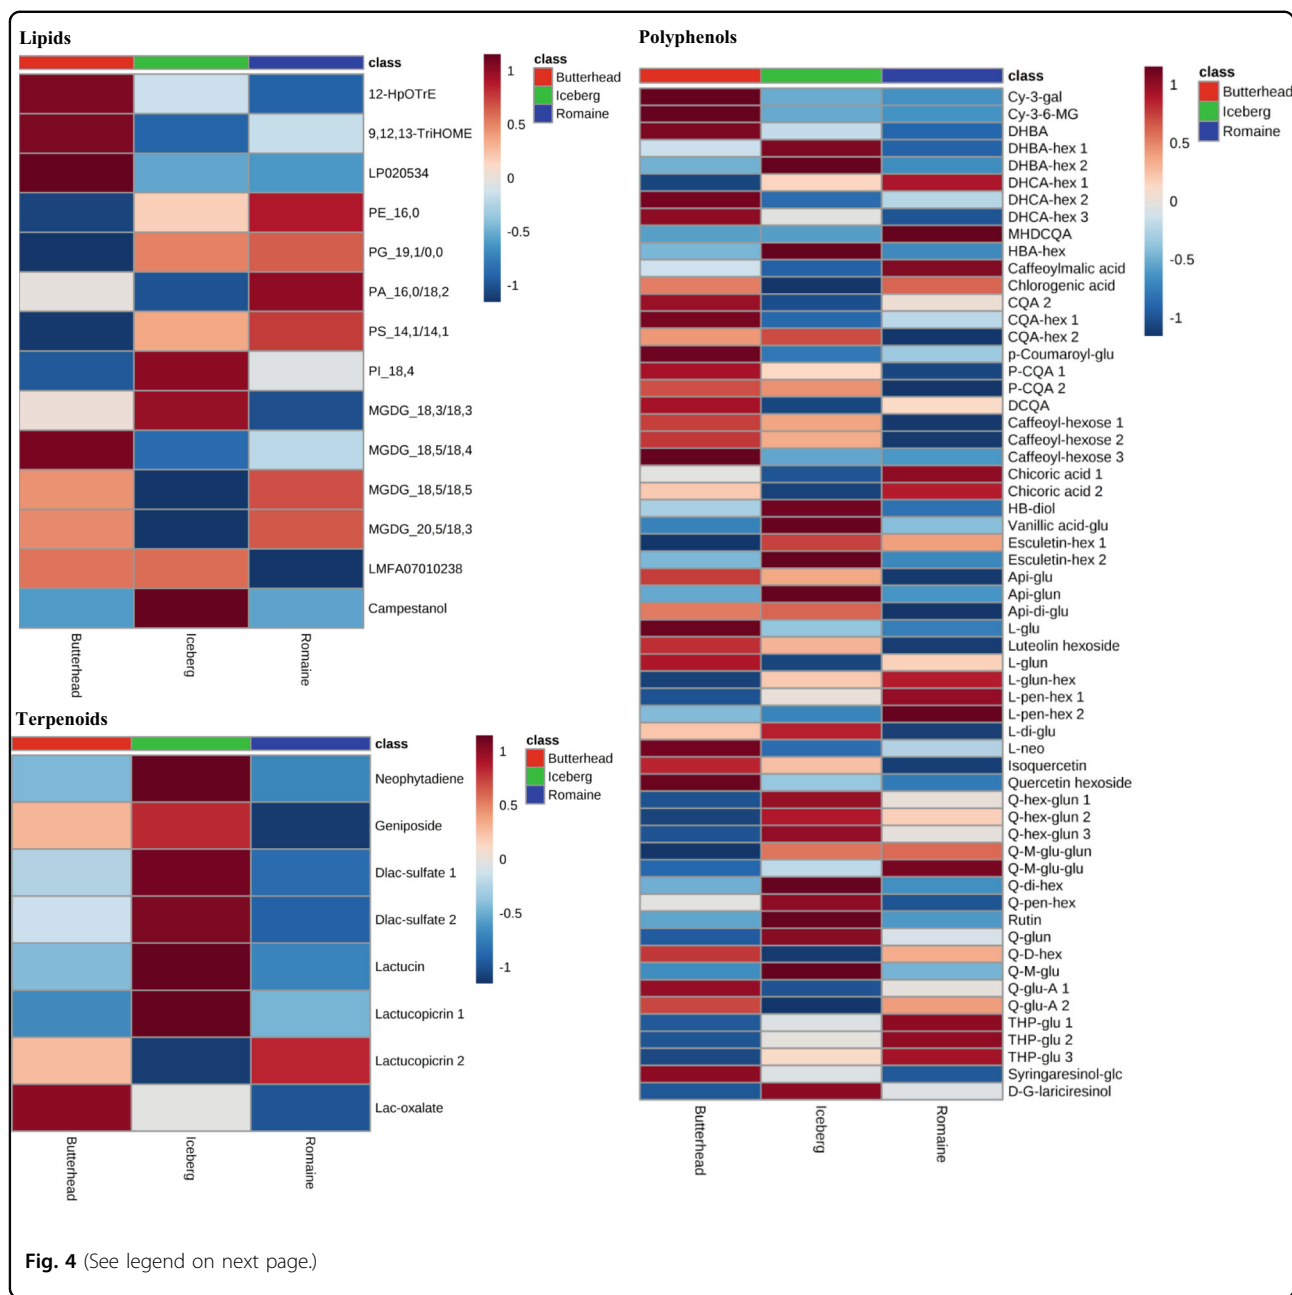 Lipids
class
12-HpOTrE
9,12,13-TriHOME
LP020534
PE_16,0
PG_19,1/0,0
PA_16,0/18,2
PS_14,1/14,1
PI_18,4
MGDG_18,3/18,3
MGDG_18,5/18,4
MGDG_18,5/18,5
MGDG_20,5/18,3
LMFA07010238
Campestanol
Butterhead
Iceberg
Romaine
1
0.5
0
-0.5
-1
class
Butterhead
Iceberg
Romaine
Terpenoids
class
Neophytadiene
Geniposide
Dlac-sulfate 1
Dlac-sulfate 2
Lactucin
Lactucopicrin 1
Lactucopicrin 2
Lac-oxalate
Butterhead
Iceberg
Romaine
1
0.5
0
-0.5
-1
class
Butterhead
Iceberg
Romaine
Polyphenols
class
Cy-3-gal
Cy-3-6-MG
DHBA
DHBA-hex 1
DHBA-hex 2
DHCA-hex 1
DHCA-hex 2
DHCA-hex 3
MHDCQA
HBA-hex
Caffeoylmalic acid
Chlorogenic acid
CQA 2
CQA-hex 1
CQA-hex 2
p-Coumaroyl-glu
P-CQA 1
P-CQA 2
DCQA
Caffeoyl-hexose 1
Caffeoyl-hexose 2
Caffeoyl-hexose 3
Chicoric acid 1
Chicoric acid 2
HB-diol
Vanillic acid-glu
Esculetin-hex 1
Esculetin-hex 2
Api-glu
Api-glun
Api-di-glu
L-glu
Luteolin hexoside
L-glun
L-glun-hex
L-pen-hex 1
L-pen-hex 2
L-di-glu
L-neo
Isoquercetin
Quercetin hexoside
Q-hex-glun 1
Q-hex-glun 2
Q-hex-glun 3
Q-M-glu-glun
Q-M-glu-glu
Q-di-hex
Q-pen-hex
Rutin
Q-glun
Q-D-hex
Q-M-glu
Q-glu-A 1
Q-glu-A 2
THP-glu 1
THP-glu 2
THP-glu 3
Syringaresinol-glc
D-G-lariciresinol
Butterhead
Iceberg
Romaine
1
0.5
0
-0.5
-1
class
Butterhead
Iceberg
Romaine
Fig. 4 (See legend on next page.)